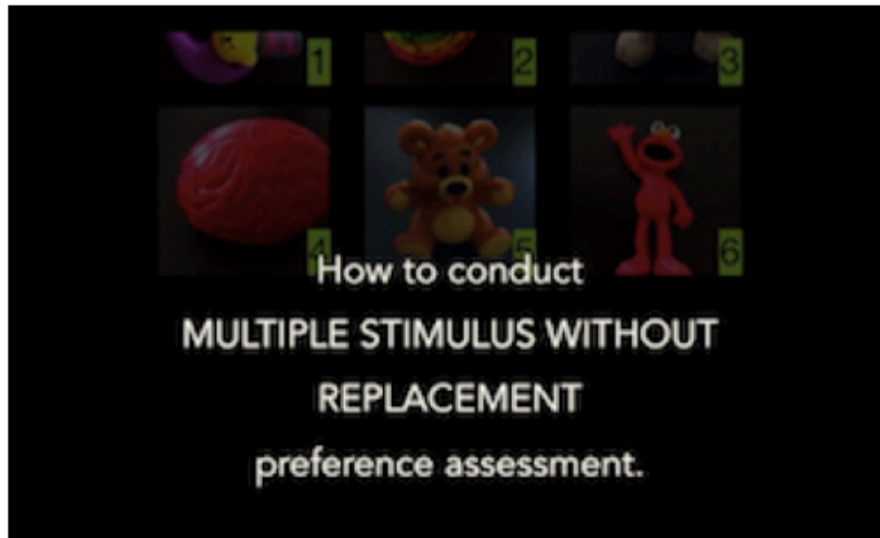 1 2 3
4 5 6
How to conduct
MULTIPLE STIMULUS WITHOUT
REPLACEMENT
preference assessment.